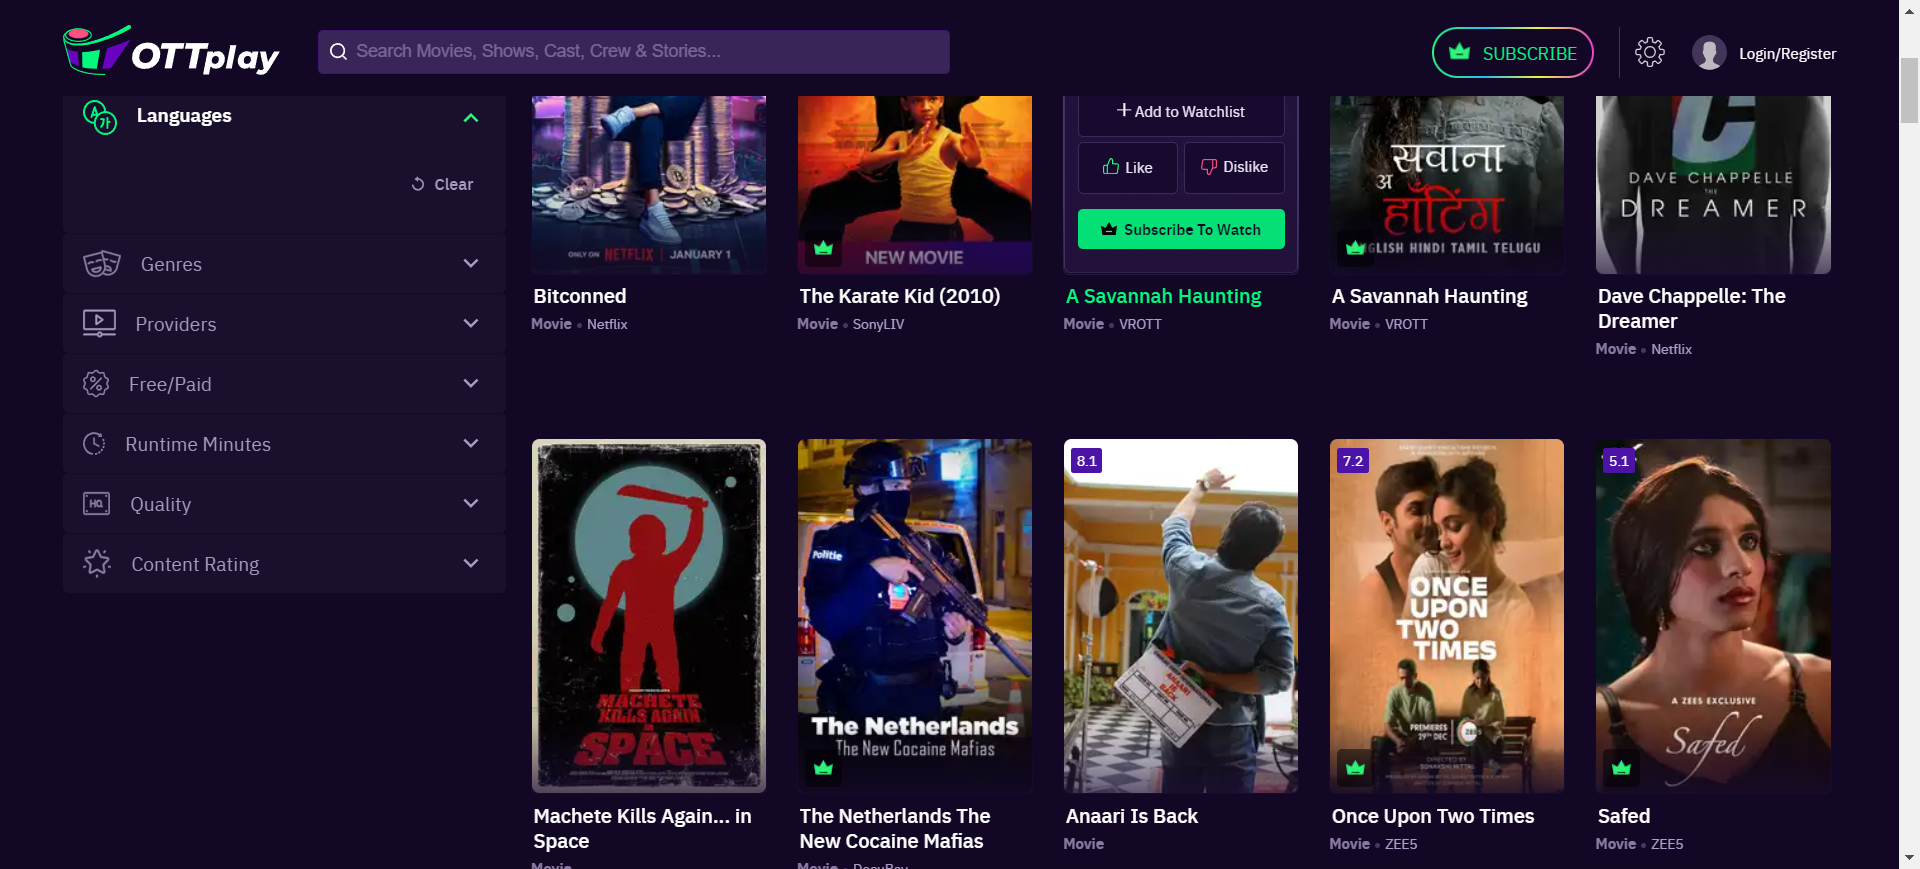 OTTplay
Search Movies, Shows, Cast, Crew & Stories...
SUBSCRIBE
Login/Register
Languages
Clear
Genres
Providers
Free/Paid
Runtime Minutes
Quality
Content Rating
ONLY ON NETFLIX | JANUARY 1
Bitconned
Movie • Netflix
NEW MOVIE
The Karate Kid (2010)
Movie • SonyLIV
Add to Watchlist
Like
Dislike
Subscribe To Watch
A Savannah Haunting
Movie • VROTT
सवाना
अ
हाँटिंग
GLISH HINDI TAMIL TELUGU
A Savannah Haunting
Movie • VROTT
DAVE CHAPPELLE
THE
DREAMER
Dave Chappelle: The
Dreamer
Movie • Netflix
MACHETE
KILLS AGAIN
SPACE
Machete Kills Again... in
Space
Movie
Politie
The Netherlands
The New Cocaine Mafias
The Netherlands The
New Cocaine Mafias
Movie • DocuBay
8.1
ANAARI
IS
BACK
Anaari Is Back
Movie
7.2
ONCE
UPON
TWO
TIMES
PREMIERES
29TH DEC
ZEE5
DIRECTED BY
Once Upon Two Times
Movie • ZEE5
5.1
A ZEE5 EXCLUSIVE
Safed
Safed
Movie • ZEE5